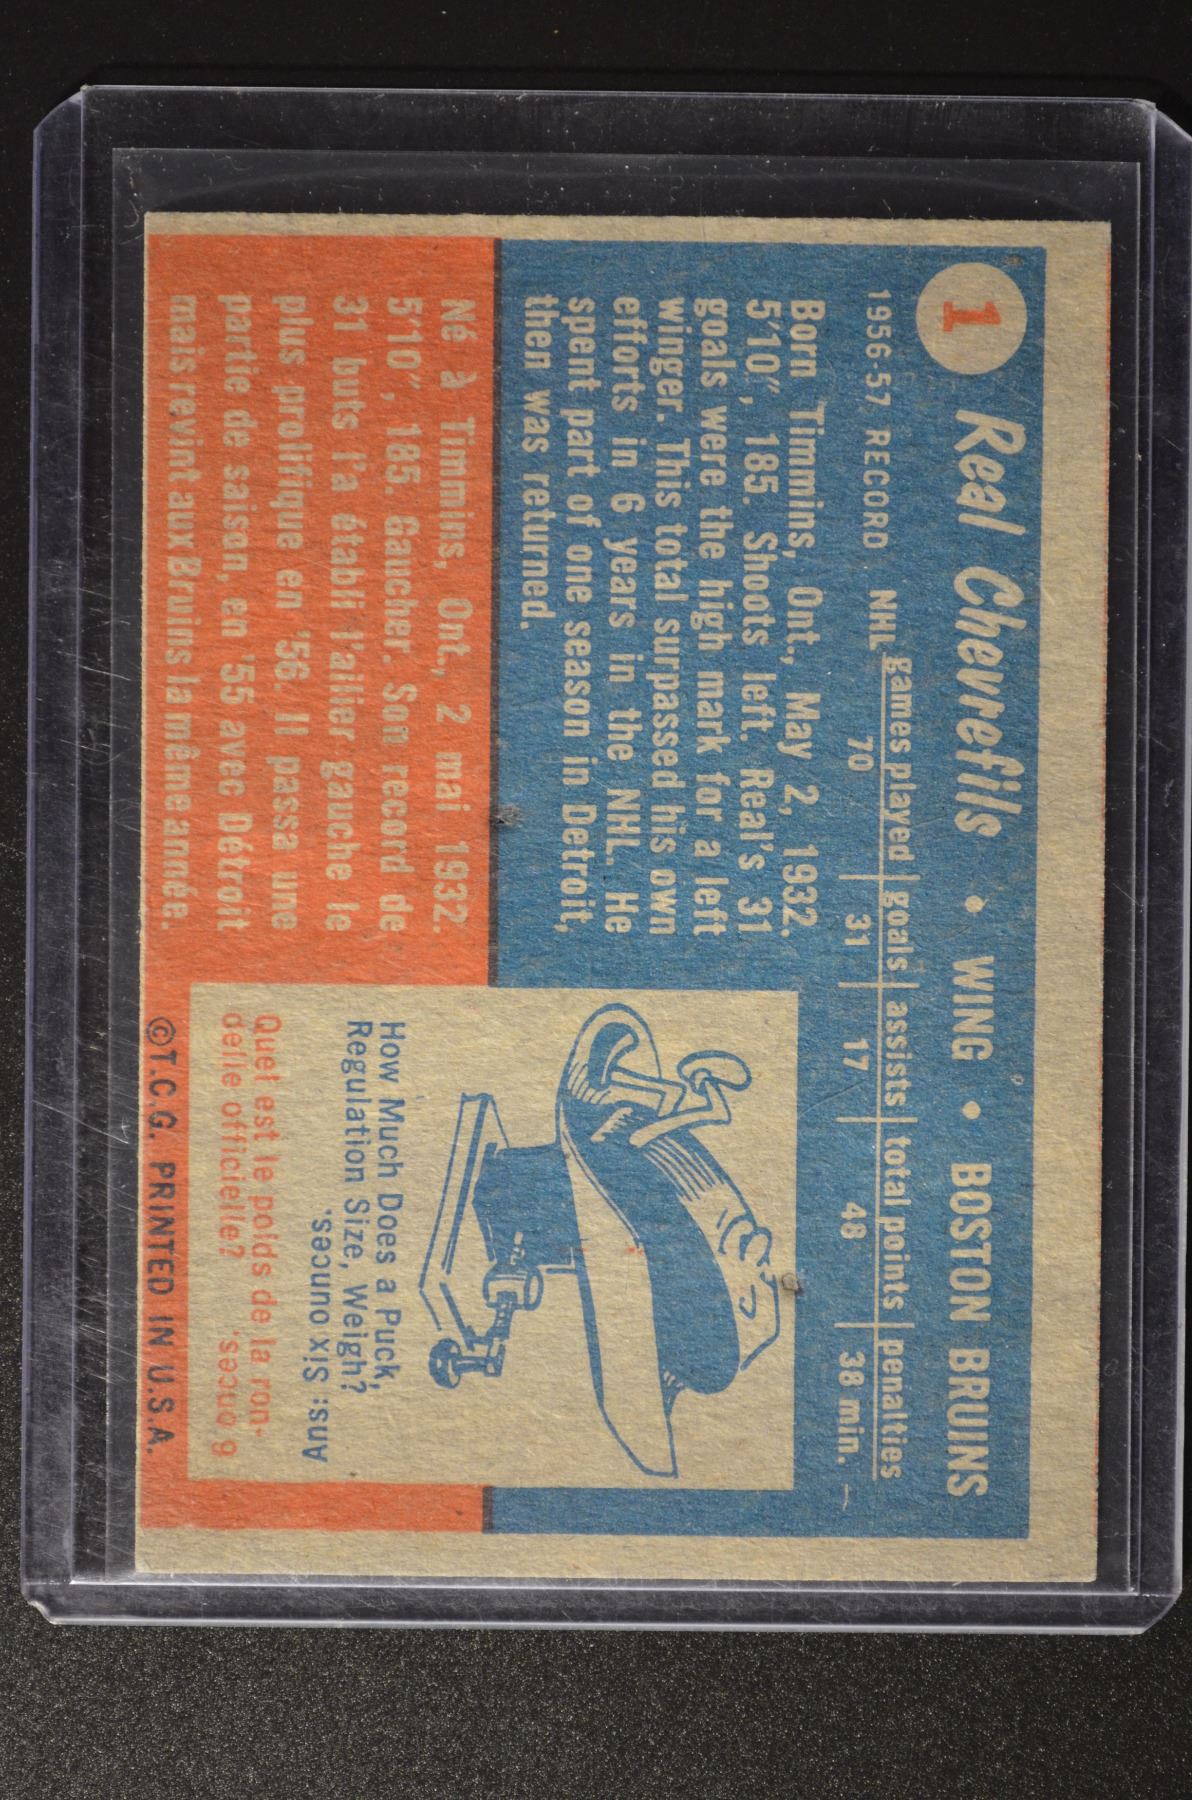 1
Real Chevrefils • WING • BOSTON BRUINS
1956-57 RECORD NHL games played goals assists total points penalties
70 31 17 48 38 min.
Born Timmins, Ont., May 2, 1932.
5'10", 185. Shoots left. Real's 31
goals were the high mark for a left
winger. This total surpassed his own
efforts in 6 years in the NHL. He
spent part of one season in Detroit,
then was returned.
Né à Timmins, Ont., 2 mai 1932.
5'10", 185. Gaucher. Son record de
31 buts l'a établi l'ailier gauche le
plus prolifique en '56. Il passa une
partie de saison, en '55 avec Détroit
mais revint aux Bruins la même année.
How Much Does a Puck,
Regulation Size, Weigh?
Ans: Six ounces.
Quel est le poids de la ron-
delle officielle? 6 onces.
©T.C.G. PRINTED IN U.S.A.